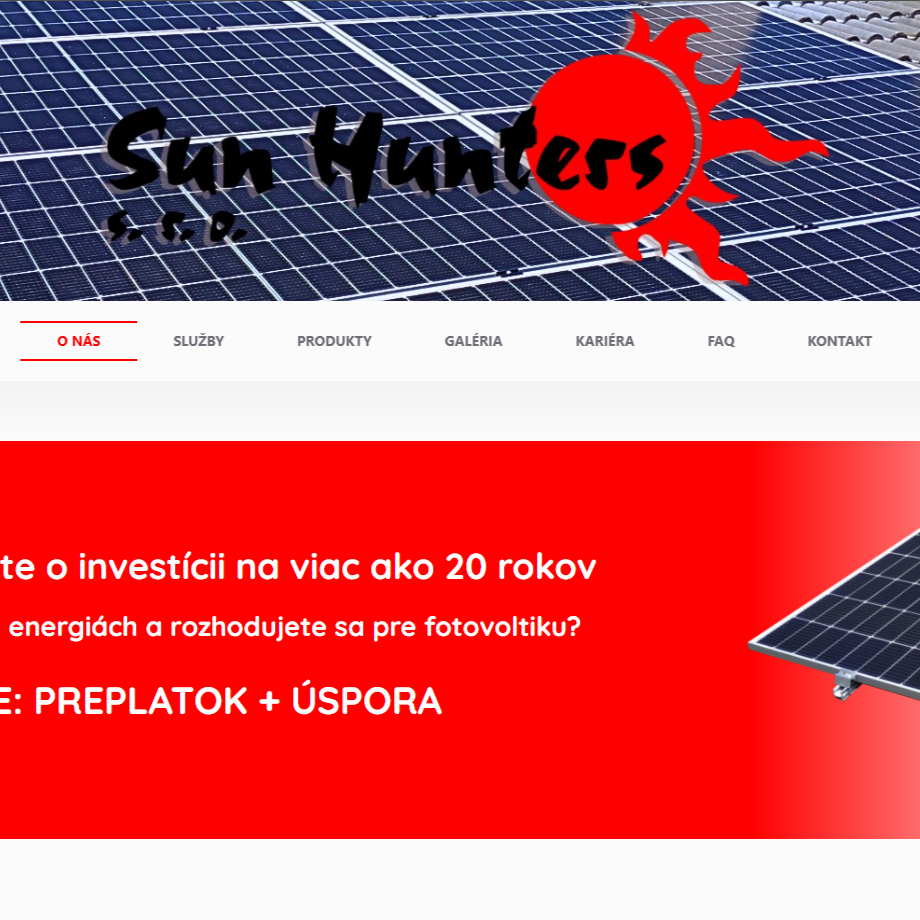 Sun Hunters
s. r. o.
O NÁS
SLUŽBY
PRODUKTY
GALÉRIA
KARIÉRA
FAQ
KONTAKT
te o investícii na viac ako 20 rokov
energiách a rozhodujete sa pre fotovoltiku?
E: PREPLATOK + ÚSPORA